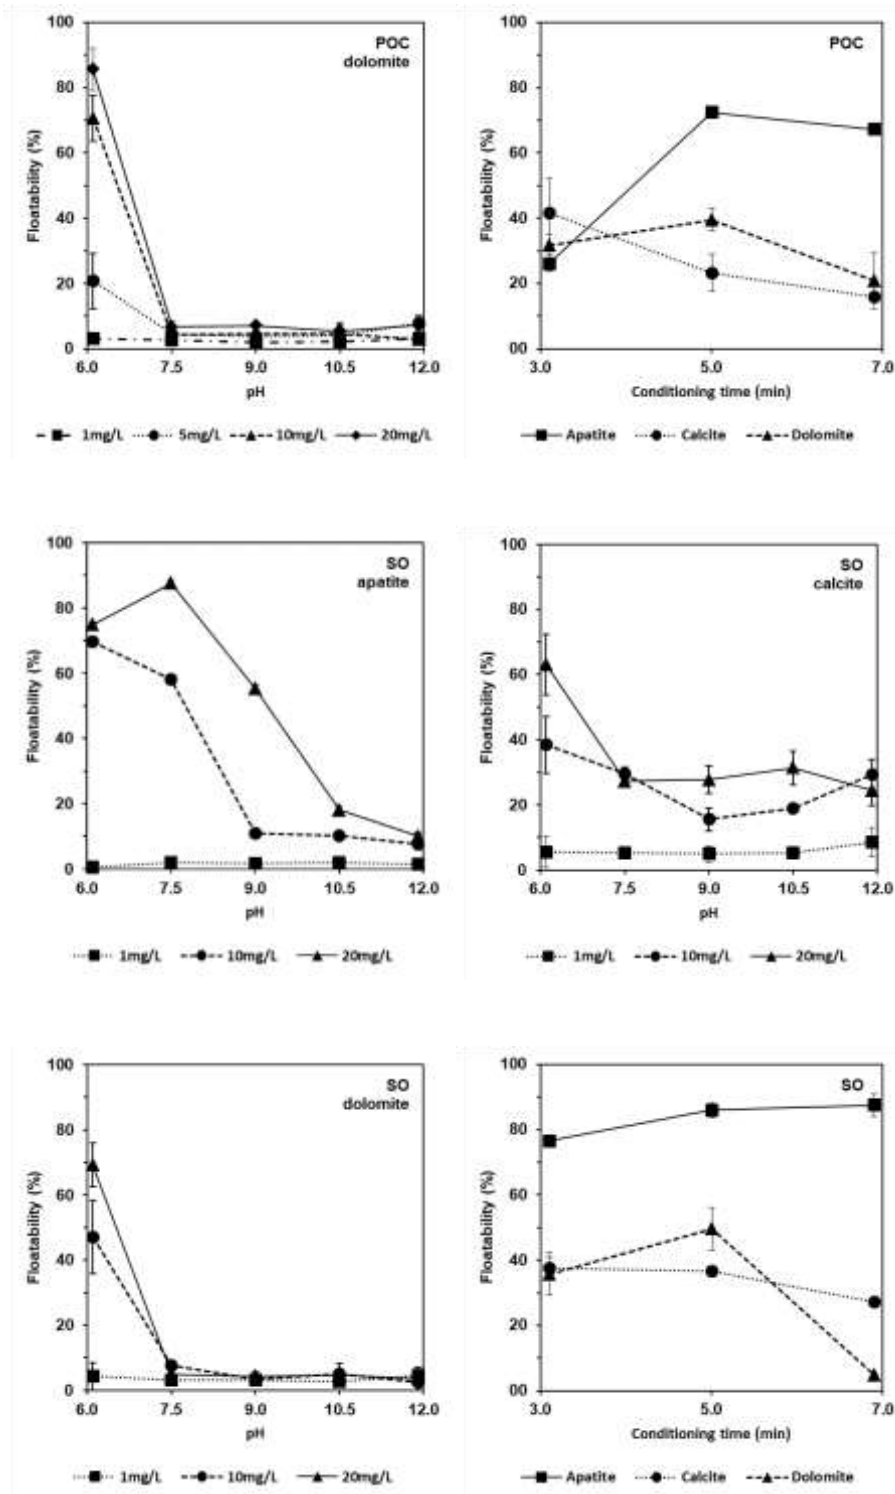 100
80
60
40
20
0
Floatability (%)
POC
dolomite
6.0 7.5 9.0 10.5 12.0
pH
1mg/L 5mg/L 10mg/L 20mg/L
100
80
60
40
20
00
Floatability (%)
POC
3.0 5.0 7.0
Conditioning time (min)
Apatite Calcite Dolomite
100
80
60
40
20
0
Floatability (%)
SO
apatite
6.0 7.5 9.0 10.5 12.0
pH
1mg/L 10mg/L 20mg/L
100
80
60
40
20
0
Floatability (%)
SO
calcite
6.0 7.5 9.0 10.5 12.0
pH
1mg/L 10mg/L 20mg/L
100
80
60
40
20
0
Floatability (%)
SO
dolomite
6.0 7.5 9.0 10.5 12.0
pH
1mg/L 10mg/L 20mg/L
100
80
60
40
20
00
Floatability (%)
SO
3.0 5.0 7.0
Conditioning time (min)
Apatite Calcite Dolomite